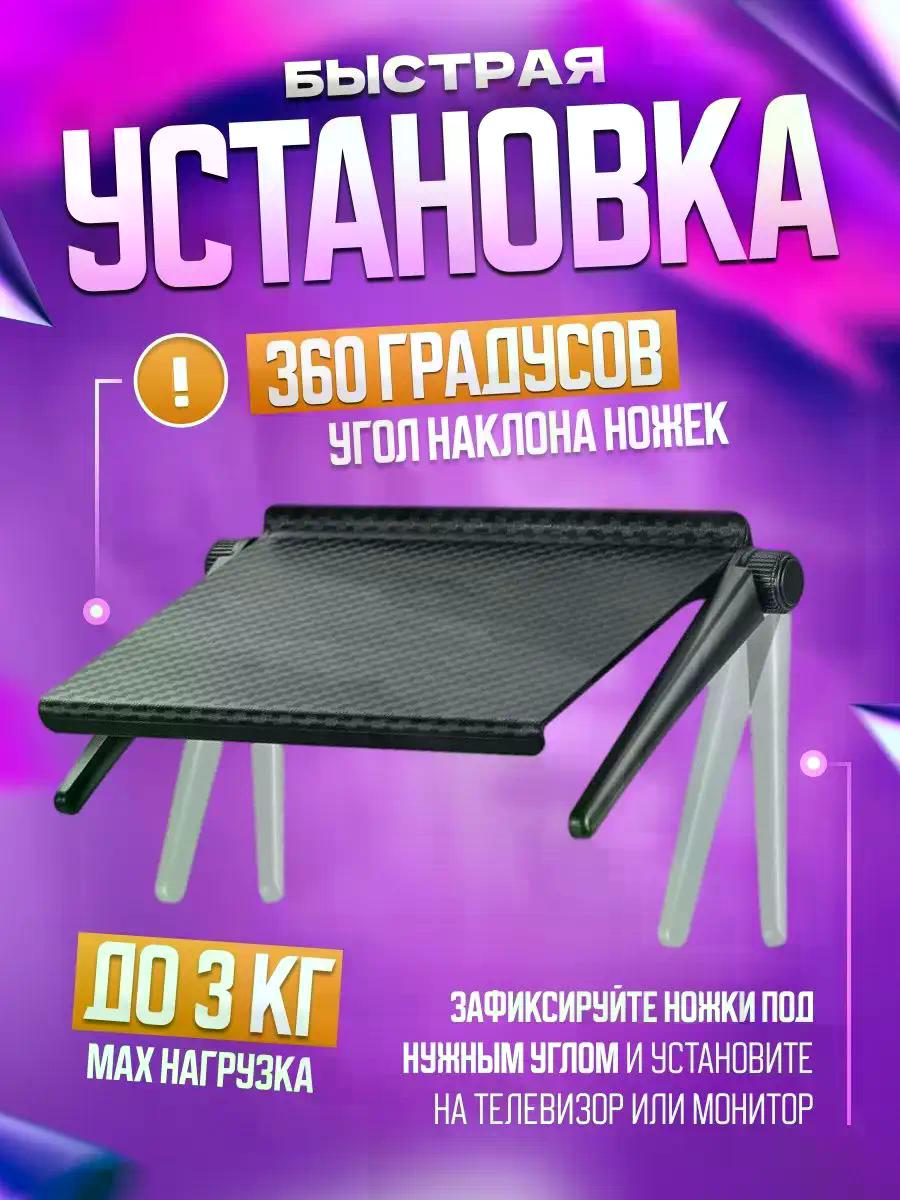 БЫСТРАЯ
УСТАНОВКА
!
360 ГРАДУСОВ
УГОЛ НАКЛОНА НОЖЕК
ДО 3 КГ
MAX НАГРУЗКА
ЗАФИКСИРУЙТЕ НОЖКИ ПОД
НУЖНЫМ УГЛОМ И УСТАНОВИТЕ
НА ТЕЛЕВИЗОР ИЛИ МОНИТОР